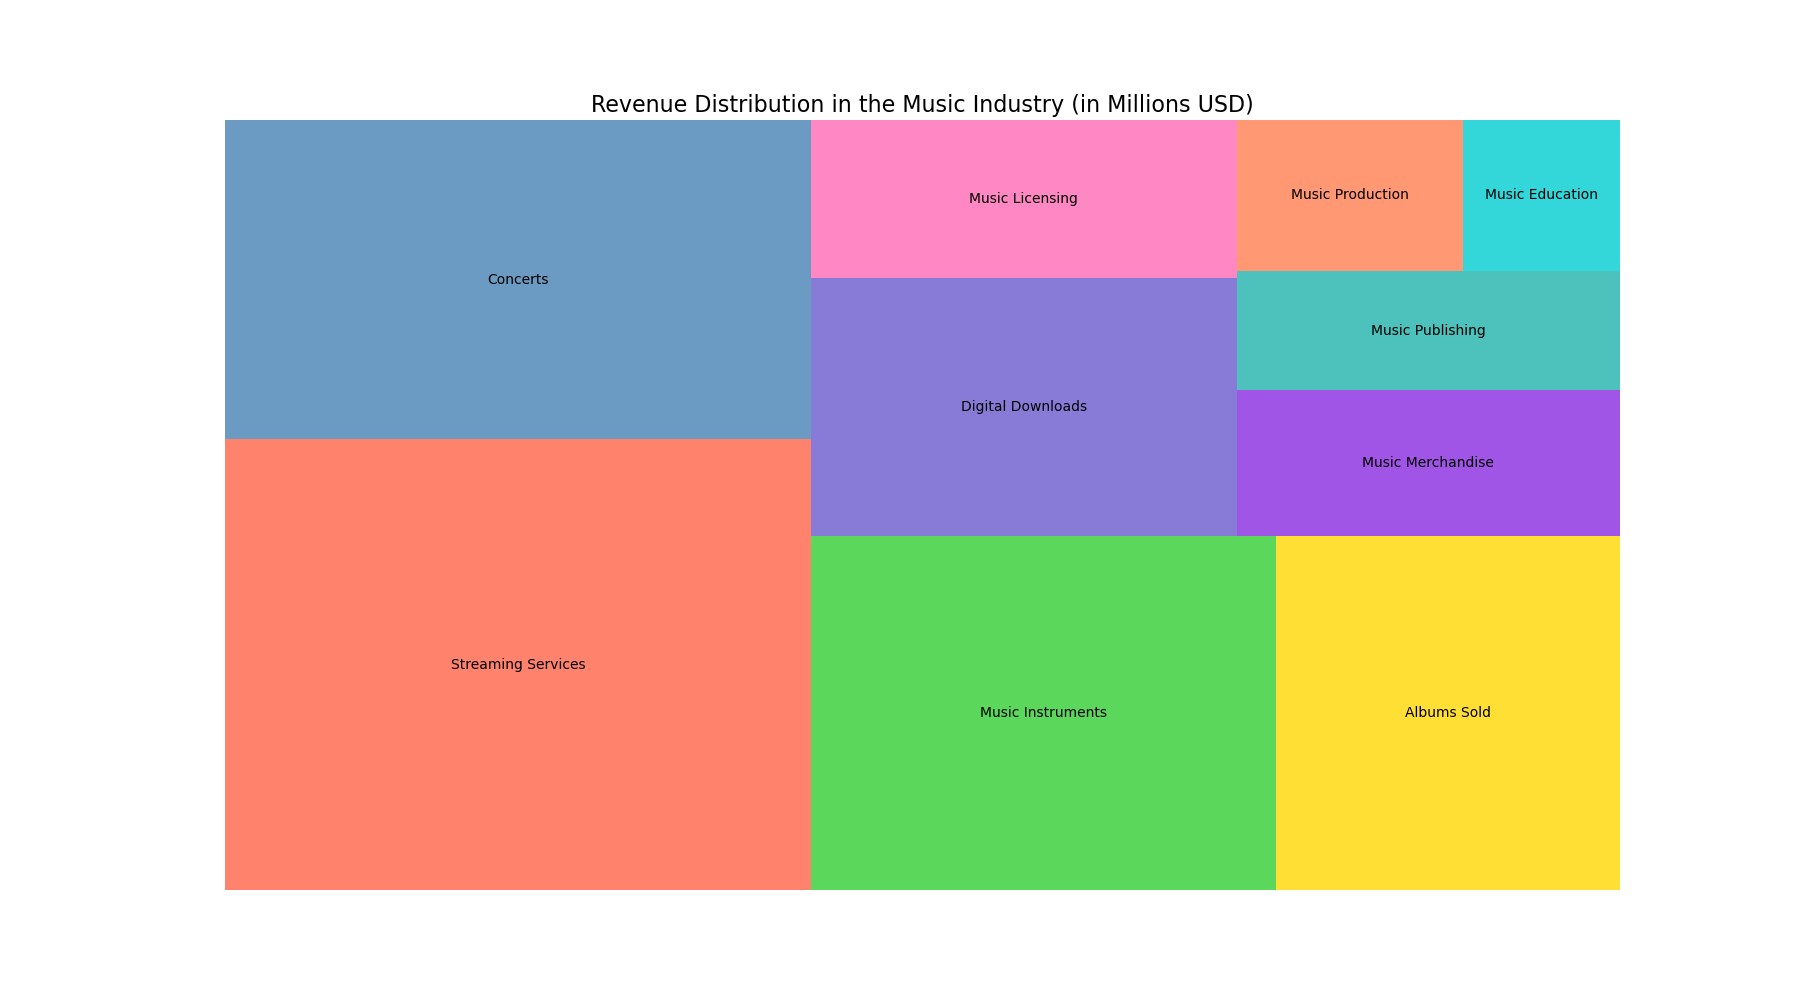 Revenue Distribution in the Music Industry (in Millions USD)
Concerts
Streaming Services
Music Licensing
Digital Downloads
Music Instruments
Albums Sold
Music Production
Music Education
Music Publishing
Music Merchandise